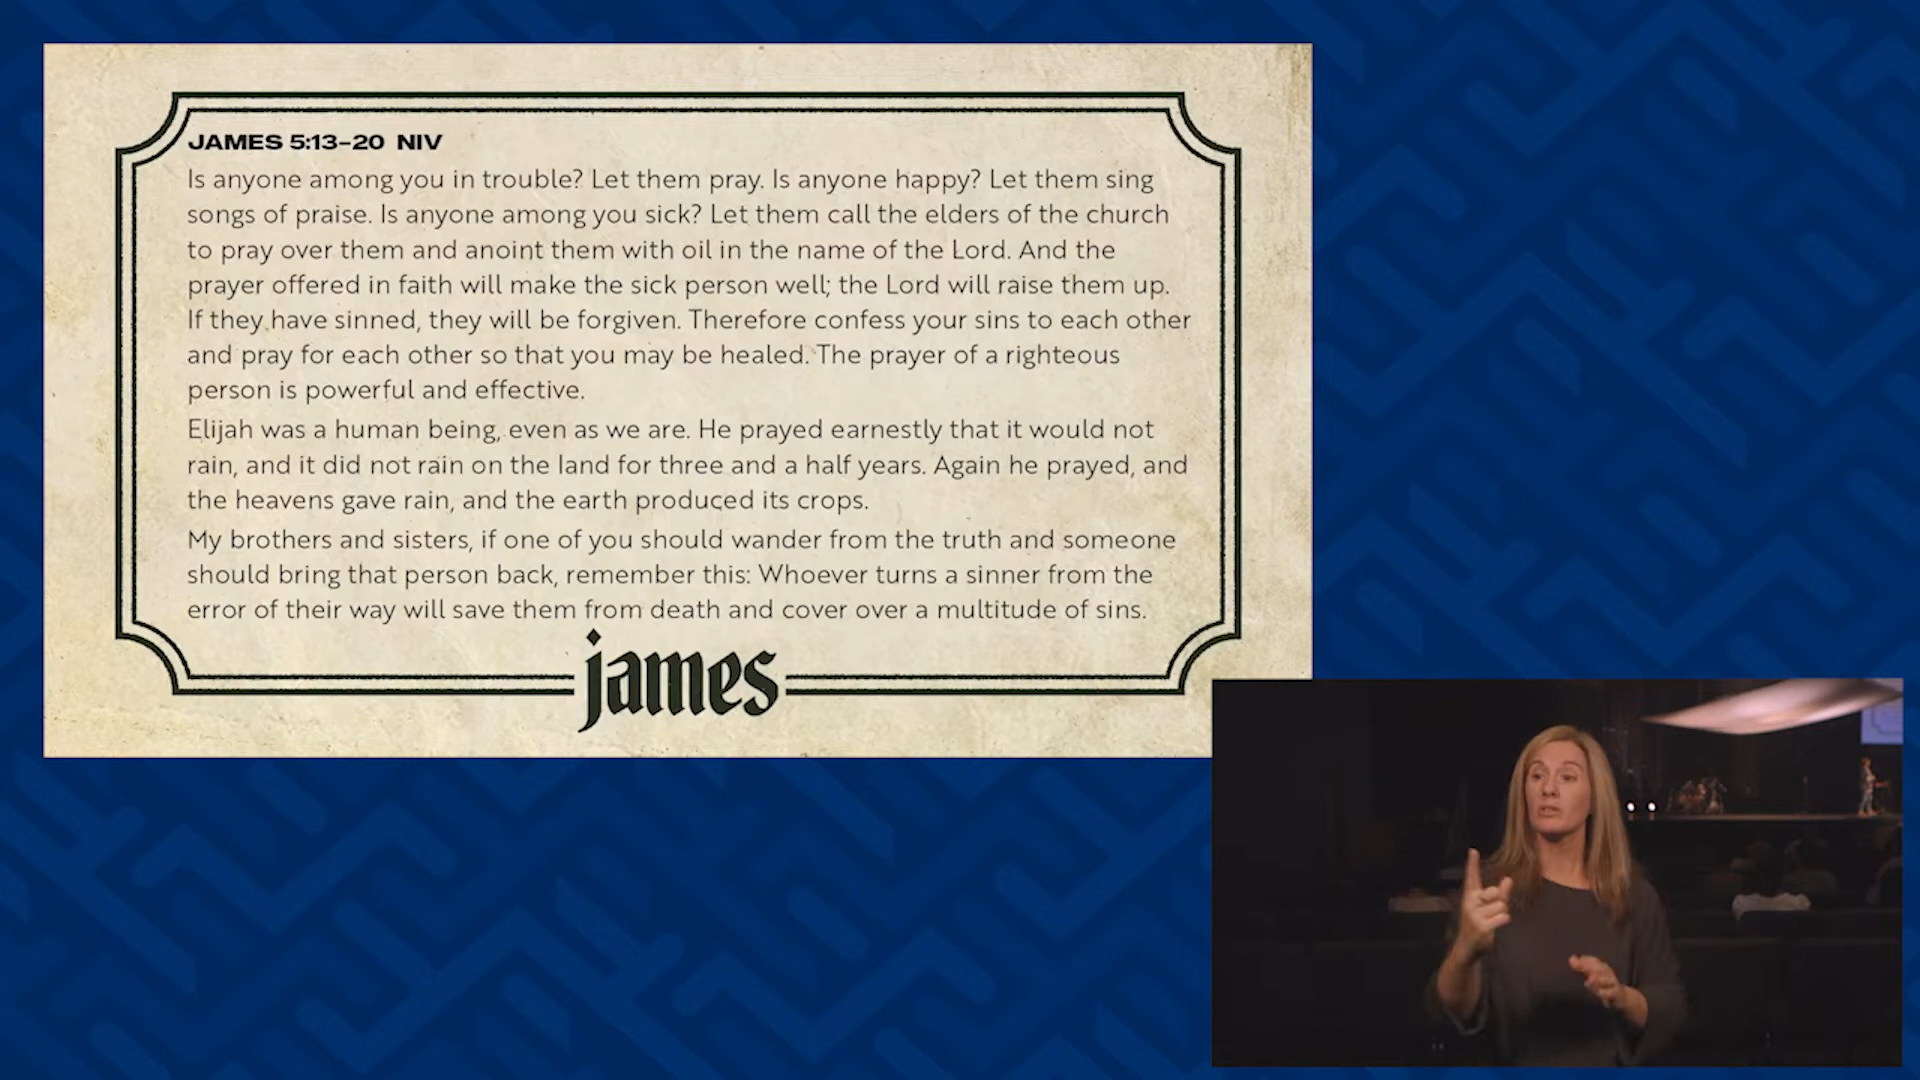 JAMES 5:13-20 NIV
Is anyone among you in trouble? Let them pray. Is anyone happy? Let them sing
songs of praise. Is anyone among you sick? Let them call the elders of the church
to pray over them and anoint them with oil in the name of the Lord. And the
prayer offered in faith will make the sick person well; the Lord will raise them up.
If they have sinned, they will be forgiven. Therefore confess your sins to each other
and pray for each other so that you may be healed. The prayer of a righteous
person is powerful and effective.
Elijah was a human being, even as we are. He prayed earnestly that it would not
rain, and it did not rain on the land for three and a half years. Again he prayed, and
the heavens gave rain, and the earth produced its crops.
My brothers and sisters, if one of you should wander from the truth and someone
should bring that person back, remember this: Whoever turns a sinner from the
error of their way will save them from death and cover over a multitude of sins.
james